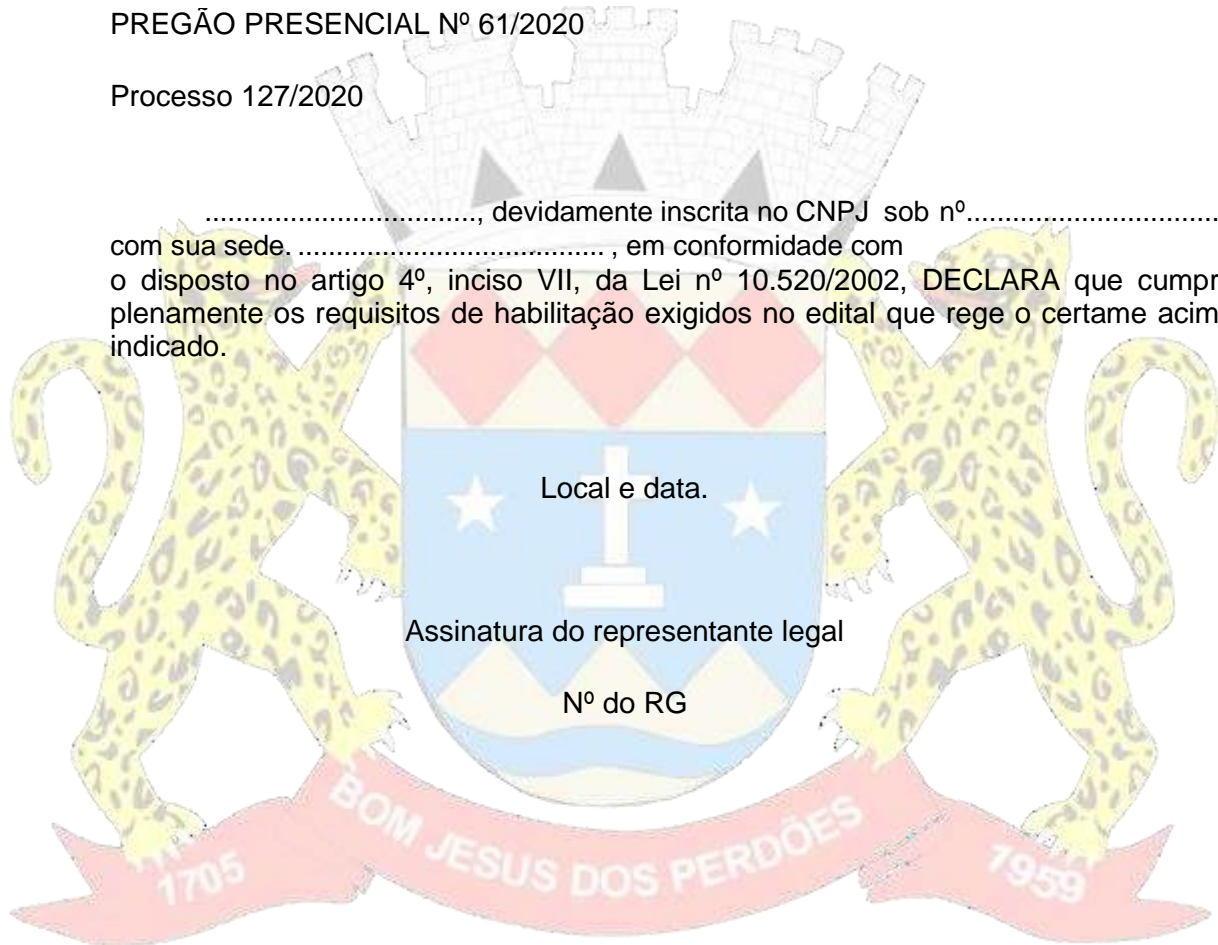 PREGÃO PRESENCIAL Nº 61/2020
Processo 127/2020
..................................., devidamente inscrita no CNPJ sob nº.................................
com sua sede. ........................................ , em conformidade com
o disposto no artigo 4º, inciso VII, da Lei nº 10.520/2002, DECLARA que cumpr
plenamente os requisitos de habilitação exigidos no edital que rege o certame acim
indicado.
Local e data.
Assinatura do representante legal
Nº do RG
1705 BOM JESUS DOS PERDÕES 1959